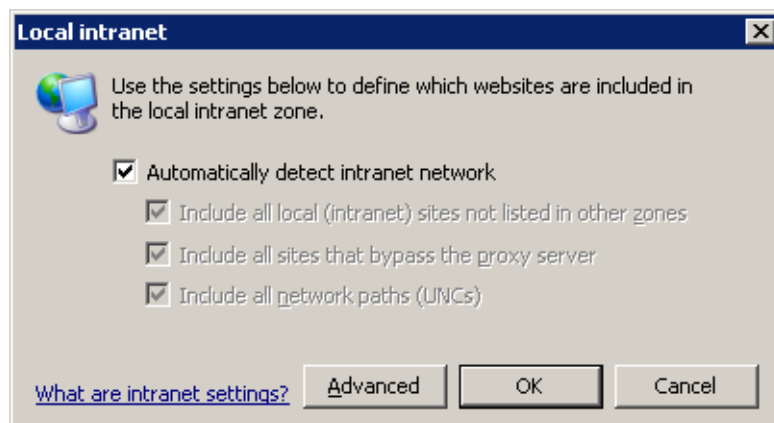 Local intranet
Use the settings below to define which websites are included in
the local intranet zone.
Automatically detect intranet network
Include all local (intranet) sites not listed in other zones
Include all sites that bypass the proxy server
Include all network paths (UNCs)
What are intranet settings? Advanced OK Cancel